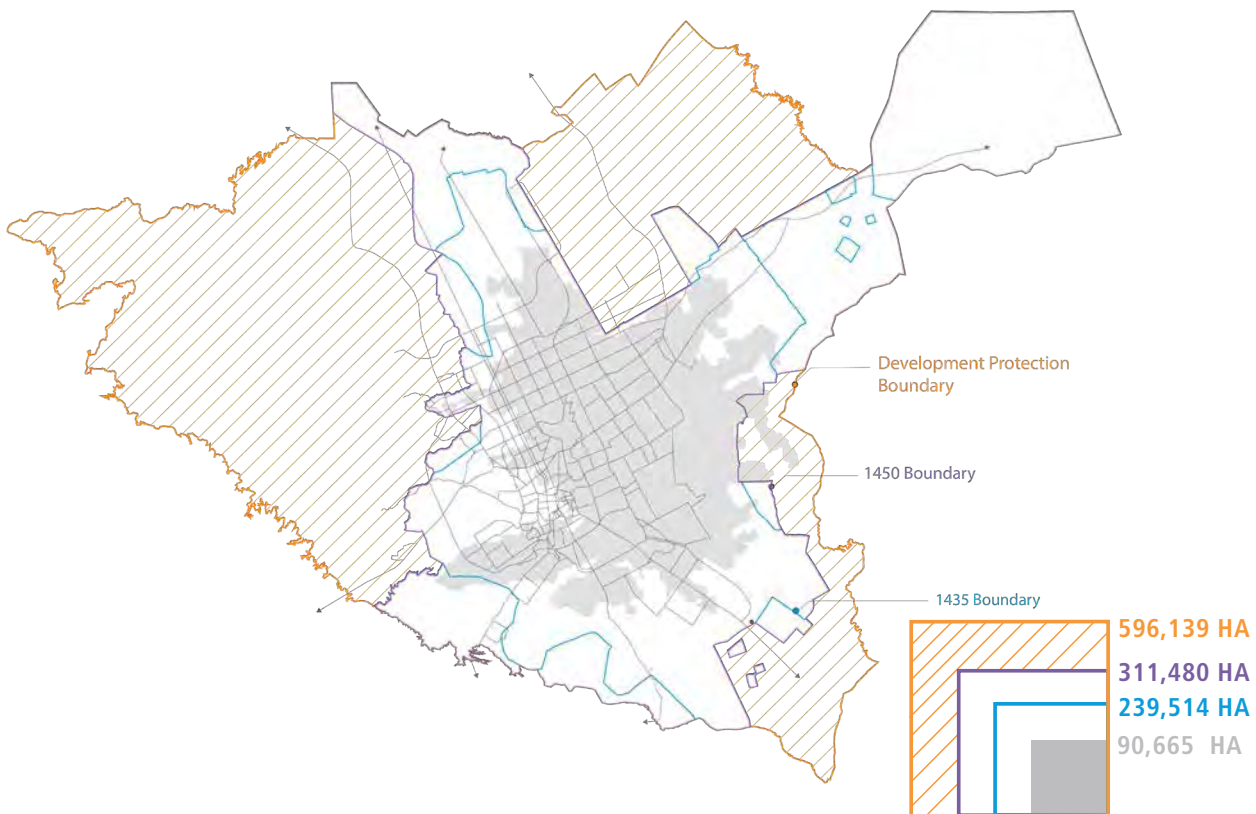 Development Protection
Boundary
1450 Boundary
1435 Boundary
596,139 HA
311,480 HA
239,514 HA
90,665 HA